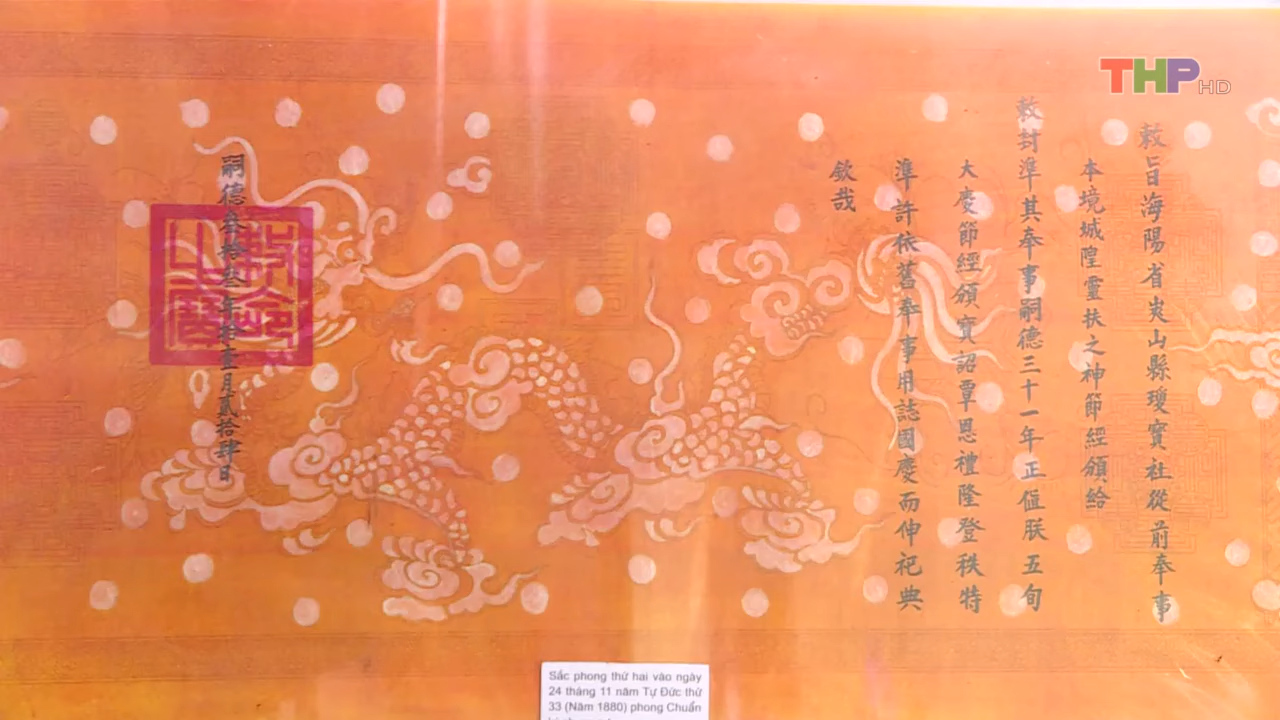 敕旨海陽省夾山縣瓊寶社從前奉事
本境城隍靈扶之神節經頒給
敕封準其奉事嗣德三十一年正值朕五旬
大慶節經頒寶詔覃恩禮隆登秩特
準許依舊奉事用誌國慶而伸祀典
欽哉
嗣德叁拾叁年拾壹月貳拾肆日
敕命之寶
THP HD
Sắc phong thứ hai vào ngày
24 tháng 11 năm Tự Đức thứ
33 (Năm 1880) phong Chuẩn